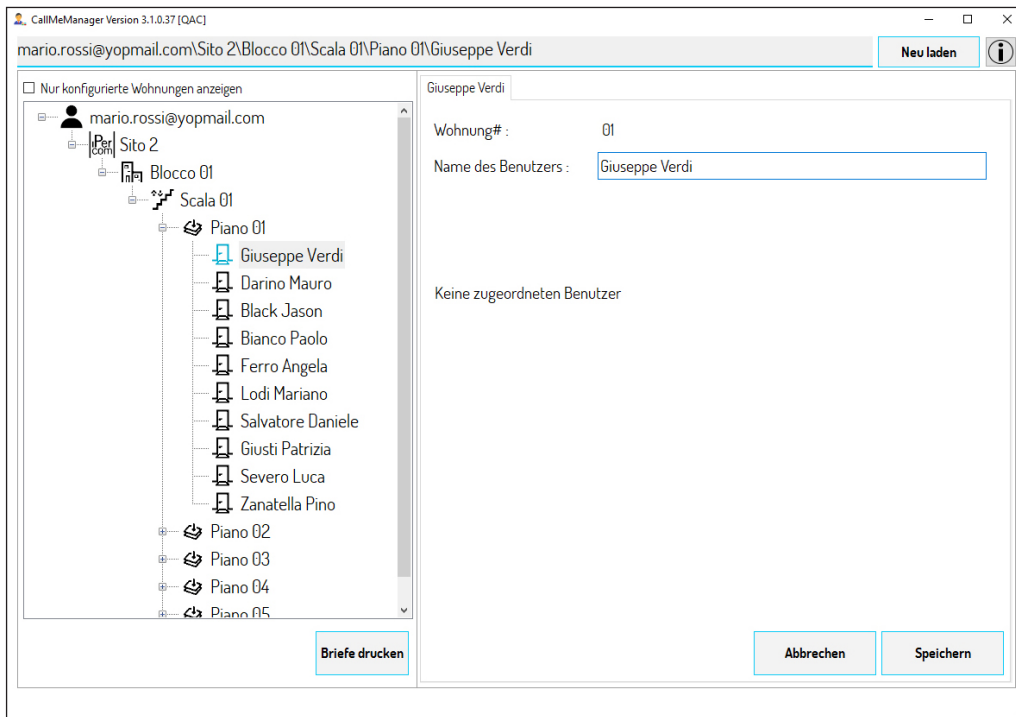 CallMeManager Version 3.1.0.37 [QAC]
mario.rossi@yopmail.com\Sito 2\Blocco 01\Scala 01\Piano 01\Giuseppe Verdi
Neu laden
Nur konfigurierte Wohnungen anzeigen
mario.rossi@yopmail.com
iPer com Sito 2
Blocco 01
Scala 01
Piano 01
Giuseppe Verdi
Darino Mauro
Black Jason
Bianco Paolo
Ferro Angela
Lodi Mariano
Salvatore Daniele
Giusti Patrizia
Severo Luca
Zanatella Pino
Piano 02
Piano 03
Piano 04
Piano 05
Briefe drucken
Giuseppe Verdi
Wohnung# : 01
Name des Benutzers : Giuseppe Verdi
Keine zugeordneten Benutzer
Abbrechen
Speichern